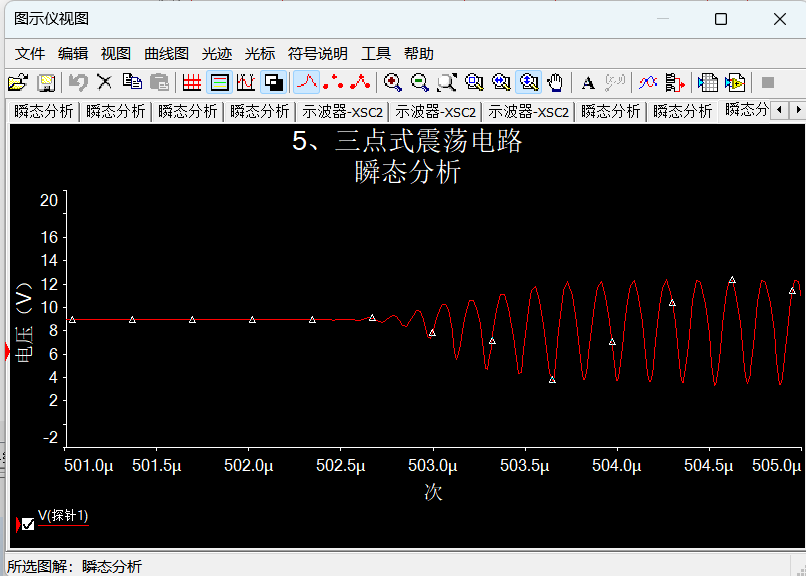 图示仪视图
文件 编辑 视图 曲线图 光迹 光标 符号说明 工具 帮助
瞬态分析 瞬态分析 瞬态分析 瞬态分析 示波器-XSC2 示波器-XSC2 示波器-XSC2 瞬态分析 瞬态分析 瞬态分
5、三点式震荡电路
瞬态分析
20
16
14
12
10
8
6
4
2
-2
电压（V）
501.0μ 501.5μ 502.0μ 502.5μ 503.0μ 503.5μ 504.0μ 504.5μ 505.0μ
次
V(探针1)
所选图解：瞬态分析